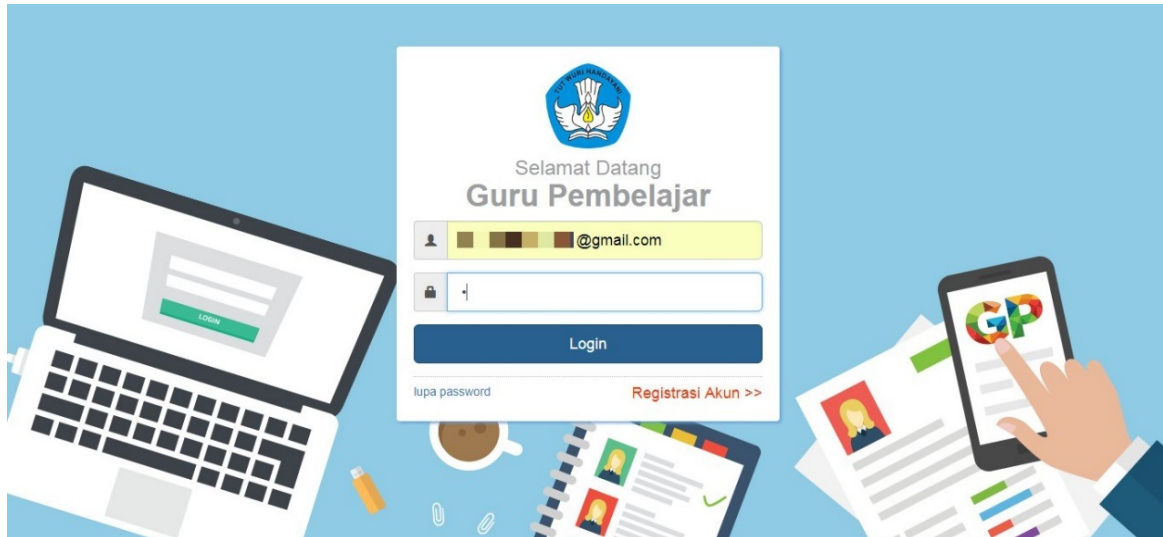 TUT WURI HANDAYANI
Selamat Datang
Guru Pembelajar
@gmail.com
Login
lupa password
Registrasi Akun >>
LOGIN
GP